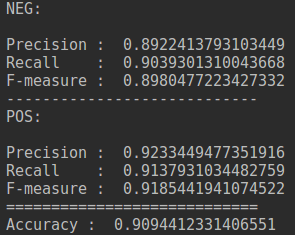 NEG:
Precision :  0.8922413793103449
Recall    :  0.9039301310043668
F-measure :  0.8980477223427332
----------------------------
POS:
Precision :  0.9233449477351916
Recall    :  0.9137931034482759
F-measure :  0.9185441941074522
============================
Accuracy :  0.9094412331406551